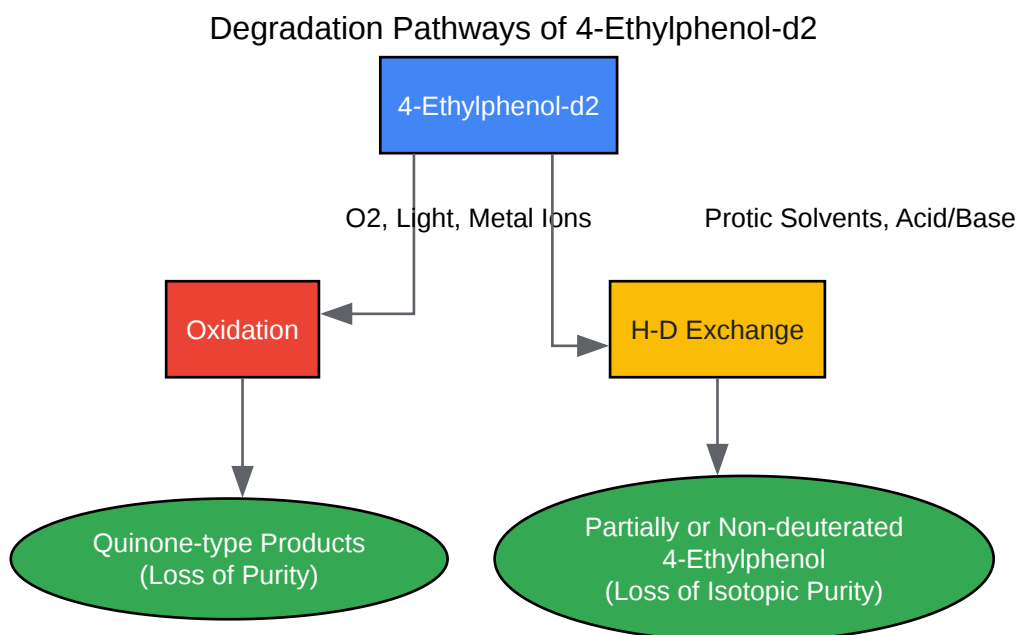 Degradation Pathways of 4-Ethylphenol-d2
4-Ethylphenol-d2
O2, Light, Metal Ions
Protic Solvents, Acid/Base
Oxidation
H-D Exchange
Quinone-type Products
(Loss of Purity)
Partially or Non-deuterated
4-Ethylphenol
(Loss of Isotopic Purity)